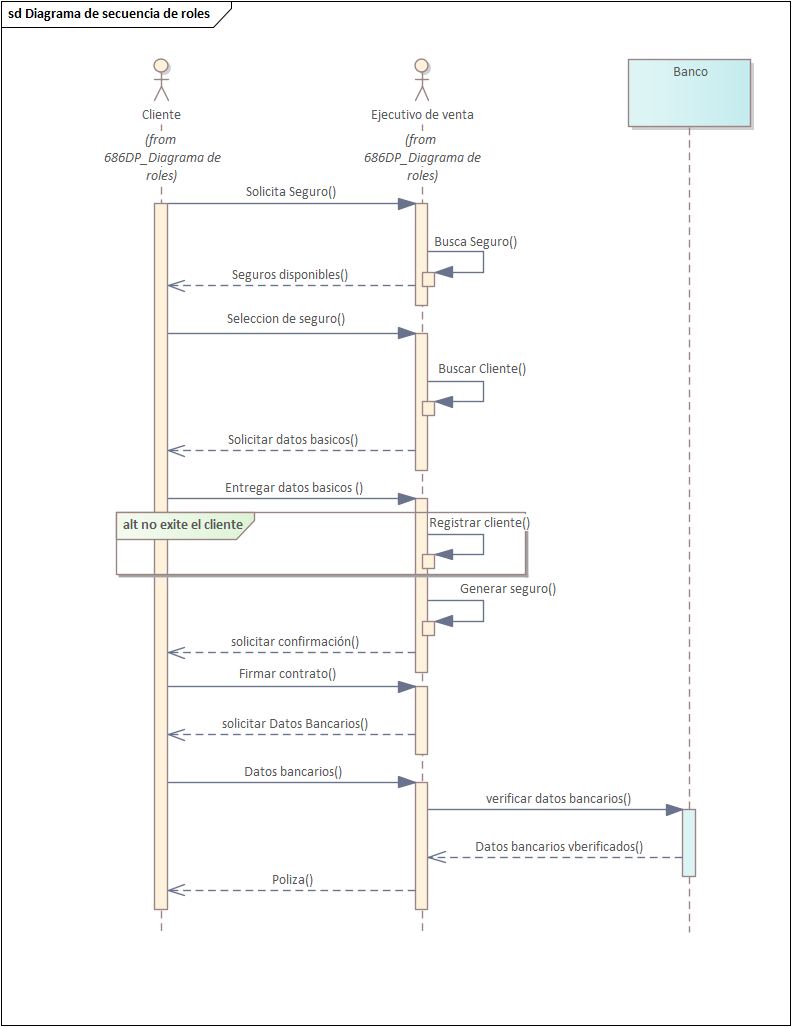 sd Diagrama de secuencia de roles
Cliente
(from
686DP_Diagrama de
roles)
Ejecutivo de venta
(from
686DP_Diagrama de
roles)
Banco
Solicita Seguro()
Busca Seguro()
Seguros disponibles()
Seleccion de seguro()
Buscar Cliente()
Solicitar datos basicos()
Entregar datos basicos ()
alt no exite el cliente
Registrar cliente()
Generar seguro()
solicitar confirmación()
Firmar contrato()
solicitar Datos Bancarios()
Datos bancarios()
verificar datos bancarios()
Datos bancarios vberificados()
Poliza()